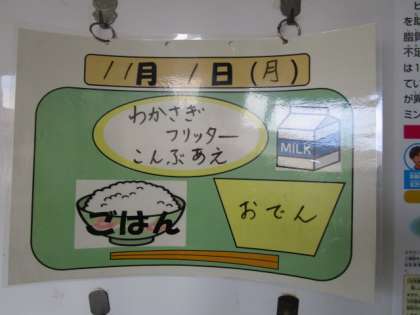 11月1日(月)
わかさぎ
フリッター
こんぶあえ
MILK
ごはん
おでん